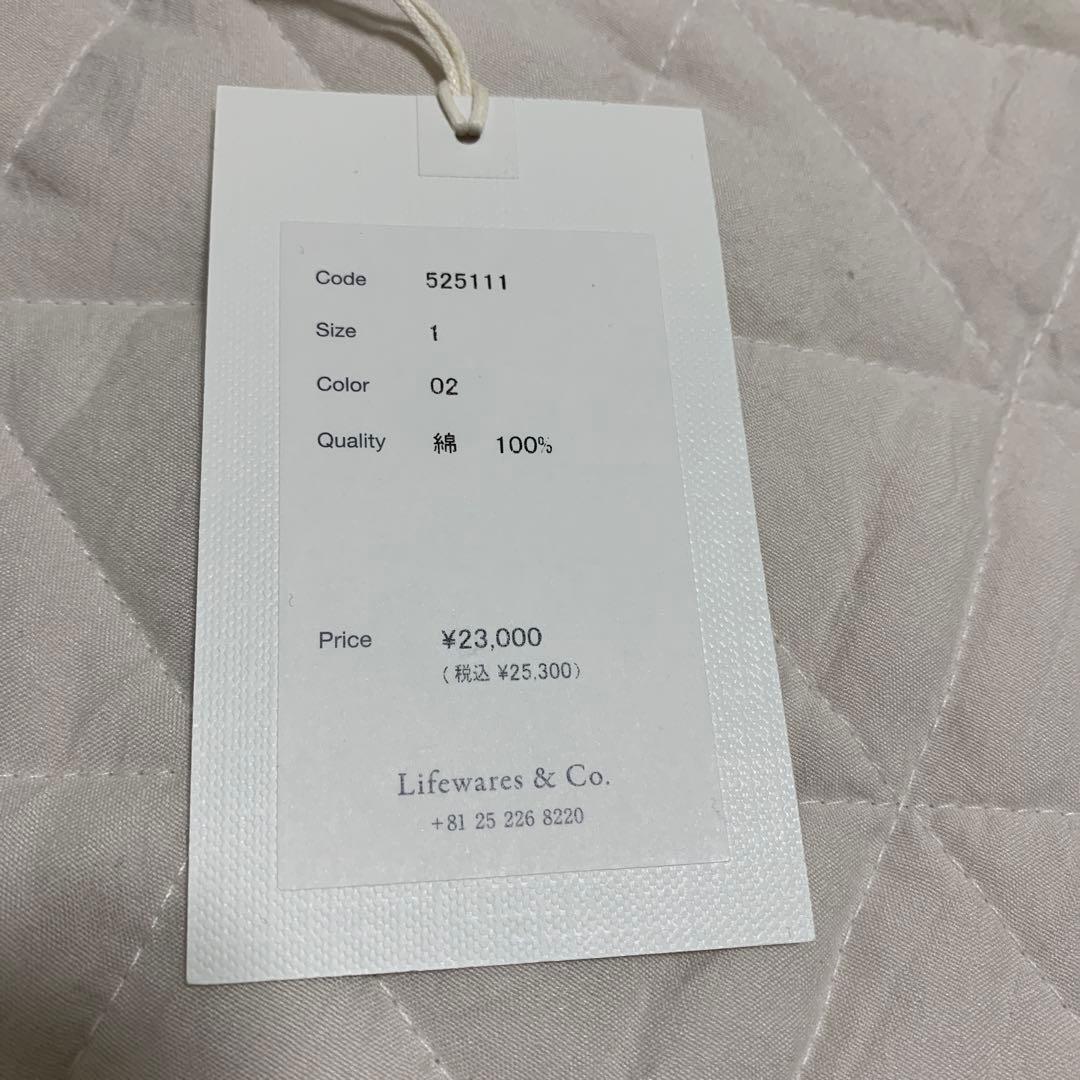 Code 525111
Size 1
Color 02
Quality 綿 100%
Price ¥23,000
(税込 ¥25,300)
Lifewares & Co.
+81 25 226 8220